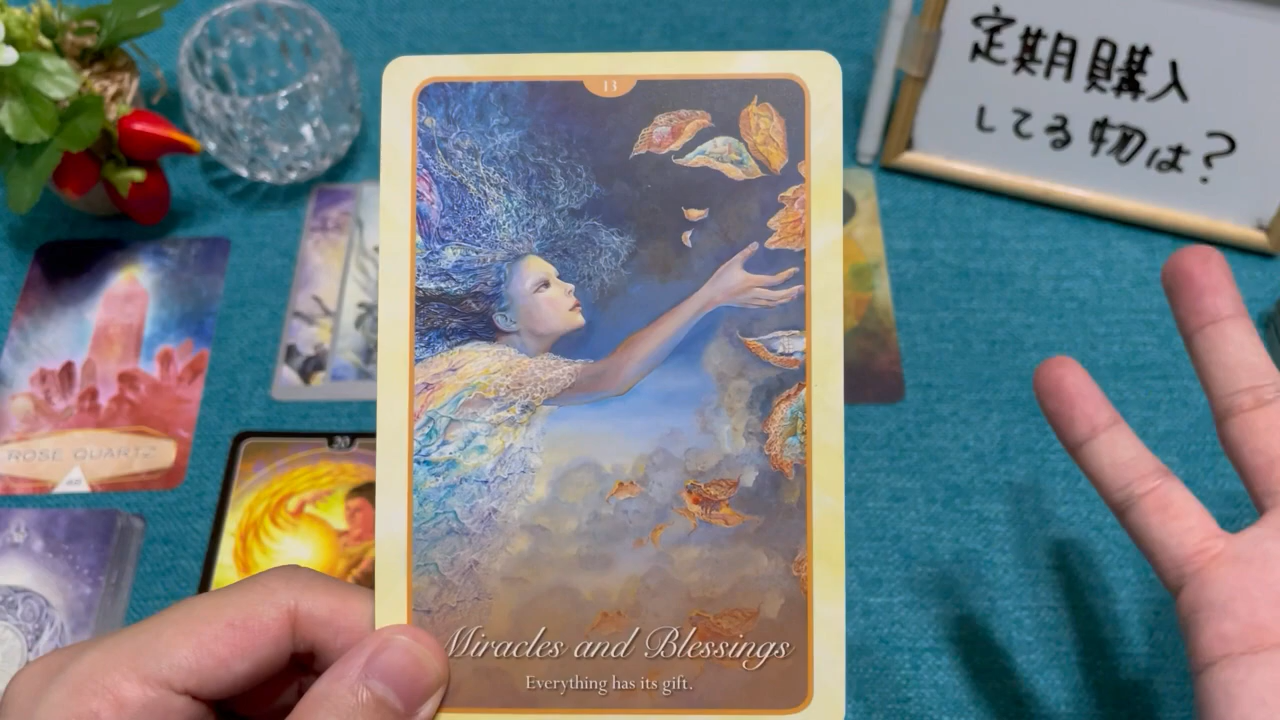 13
Miracles and Blessings
Everything has its gift.
定期購入
してる物は?
ROSE QUARTZ
20